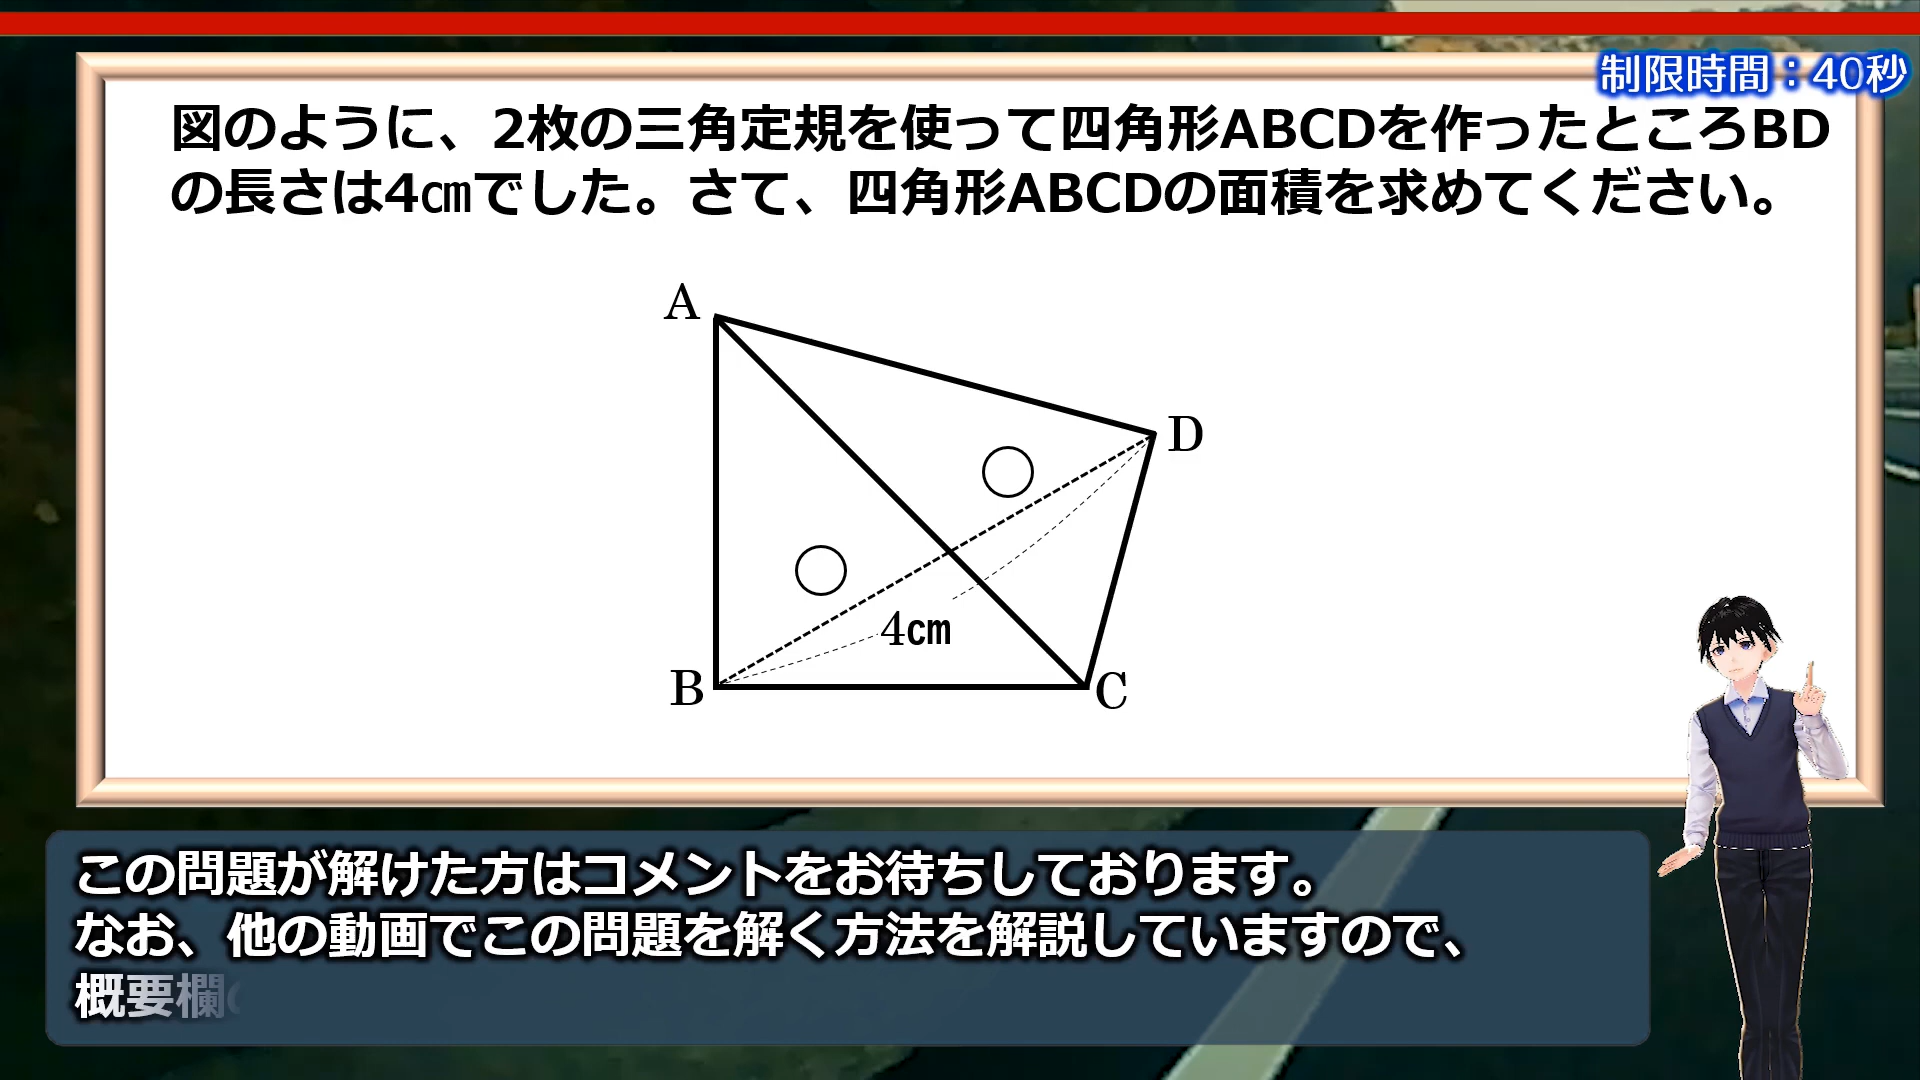 制限時間：40秒
図のように、2枚の三角定規を使って四角形ABCDを作ったところBD
の長さは4㎝でした。さて、四角形ABCDの面積を求めてください。
A
D
4㎝
B
C
この問題が解けた方はコメントをお待ちしております。
なお、他の動画でこの問題を解く方法を解説していますので、
概要欄